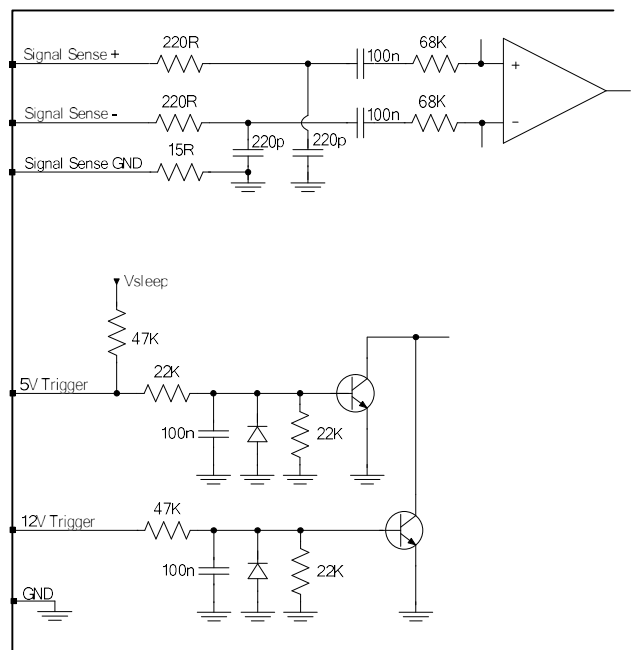 Signal Sense +
220R
100n
68K
+
Signal Sense -
220R
100n
68K
-
220p
220p
Signal Sense GND
15R
Vsleep
47K
5V Trigger
22K
100n
22K
12V Trigger
47K
100n
22K
GND